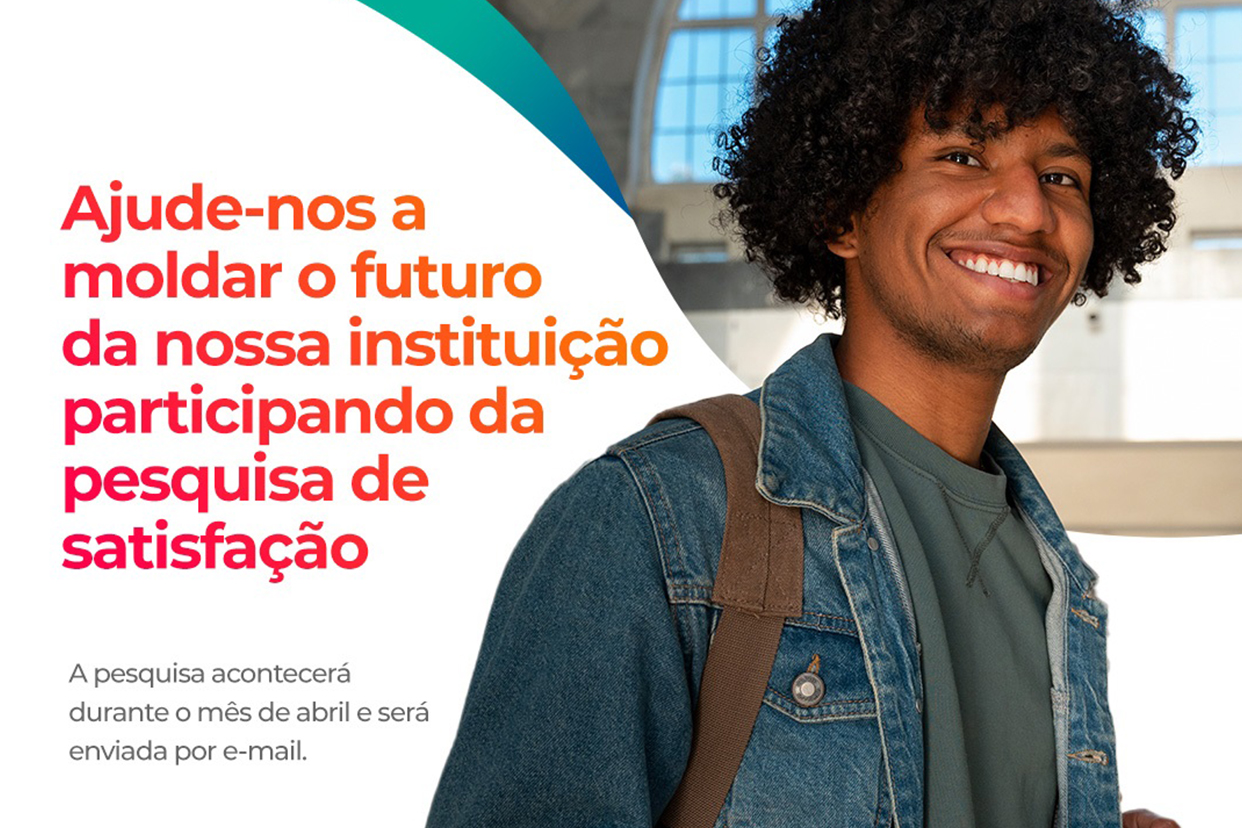 Ajude-nos a
moldar o futuro
da nossa instituição
participando da
pesquisa de
satisfação
A pesquisa acontecerá
durante o mês de abril e será
enviada por e-mail.